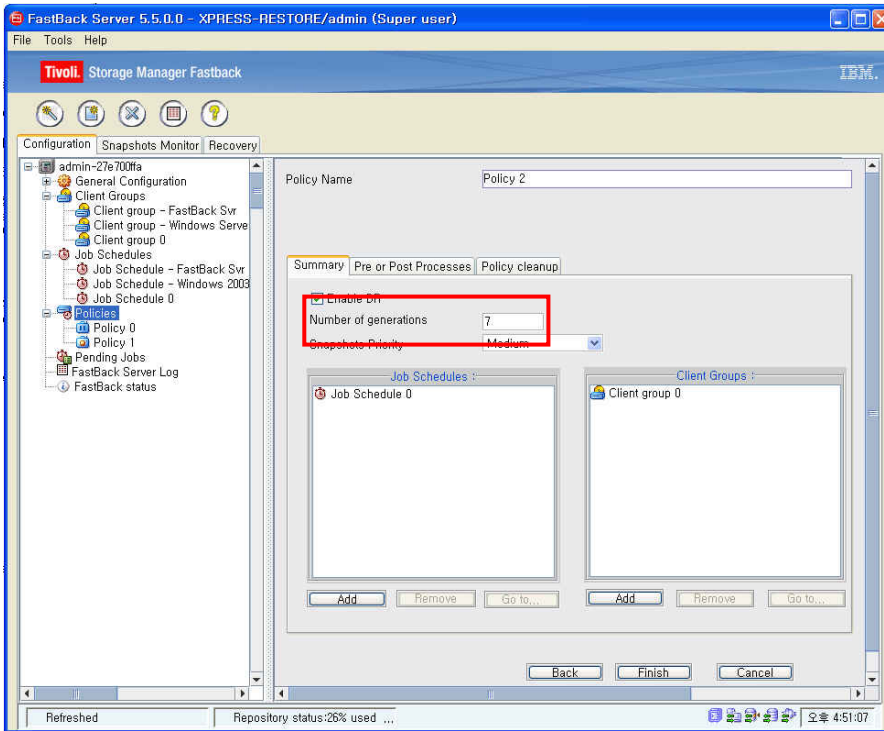 FastBack Server 5.5.0.0 - XPRESS-RESTORE/admin (Super user)
File Tools Help
Tivoli. Storage Manager Fastback
IBM.
Configuration Snapshots Monitor Recovery
admin-27e700ffa
General Configuration
Client Groups
Client group - FastBack Svr
Client group - Windows Serve
Client group 0
Job Schedules
Job Schedule - FastBack Svr
Job Schedule - Windows 2003
Job Schedule 0
Policies
Policy 0
Policy 1
Pending Jobs
FastBack Server Log
FastBack status
Policy Name Policy 2
Summary Pre or Post Processes Policy cleanup
Enable DR
Number of generations 7
Snapshots Priority Medium
Job Schedules :
Job Schedule 0
Add Remove Go to...
Client Groups :
Client group 0
Add Remove Go to...
Back Finish Cancel
Refreshed Repository status:26% used ... 오후 4:51:07